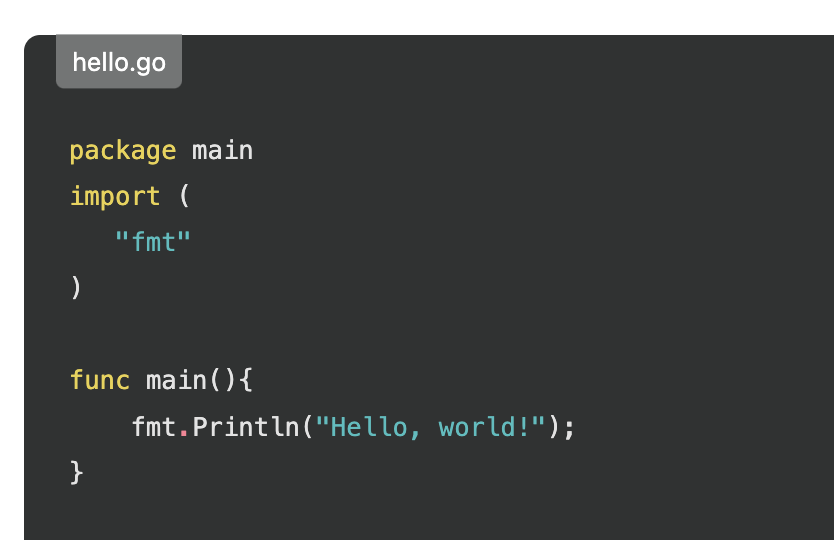 hello.go
package main
import (
   "fmt"
)
func main(){
    fmt.Println("Hello, world!");
}